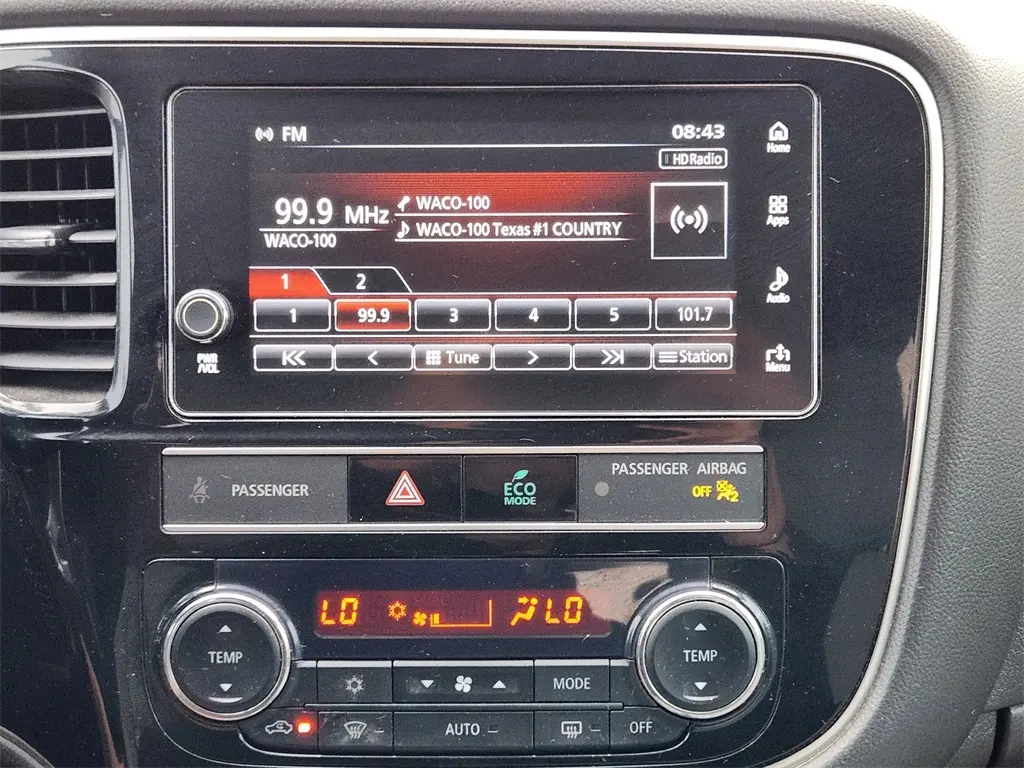 FM 08:43
Home
HD Radio
99.9 MHz WACO-100
WACO-100 WACO-100 Texas #1 COUNTRY
Apps
1 2
Audio
1 99.9 3 4 5 101.7
PWR
/VOL
Tune Station
Menu
PASSENGER ECO MODE PASSENGER AIRBAG
OFF 2
LO LO
TEMP TEMP
MODE
AUTO OFF